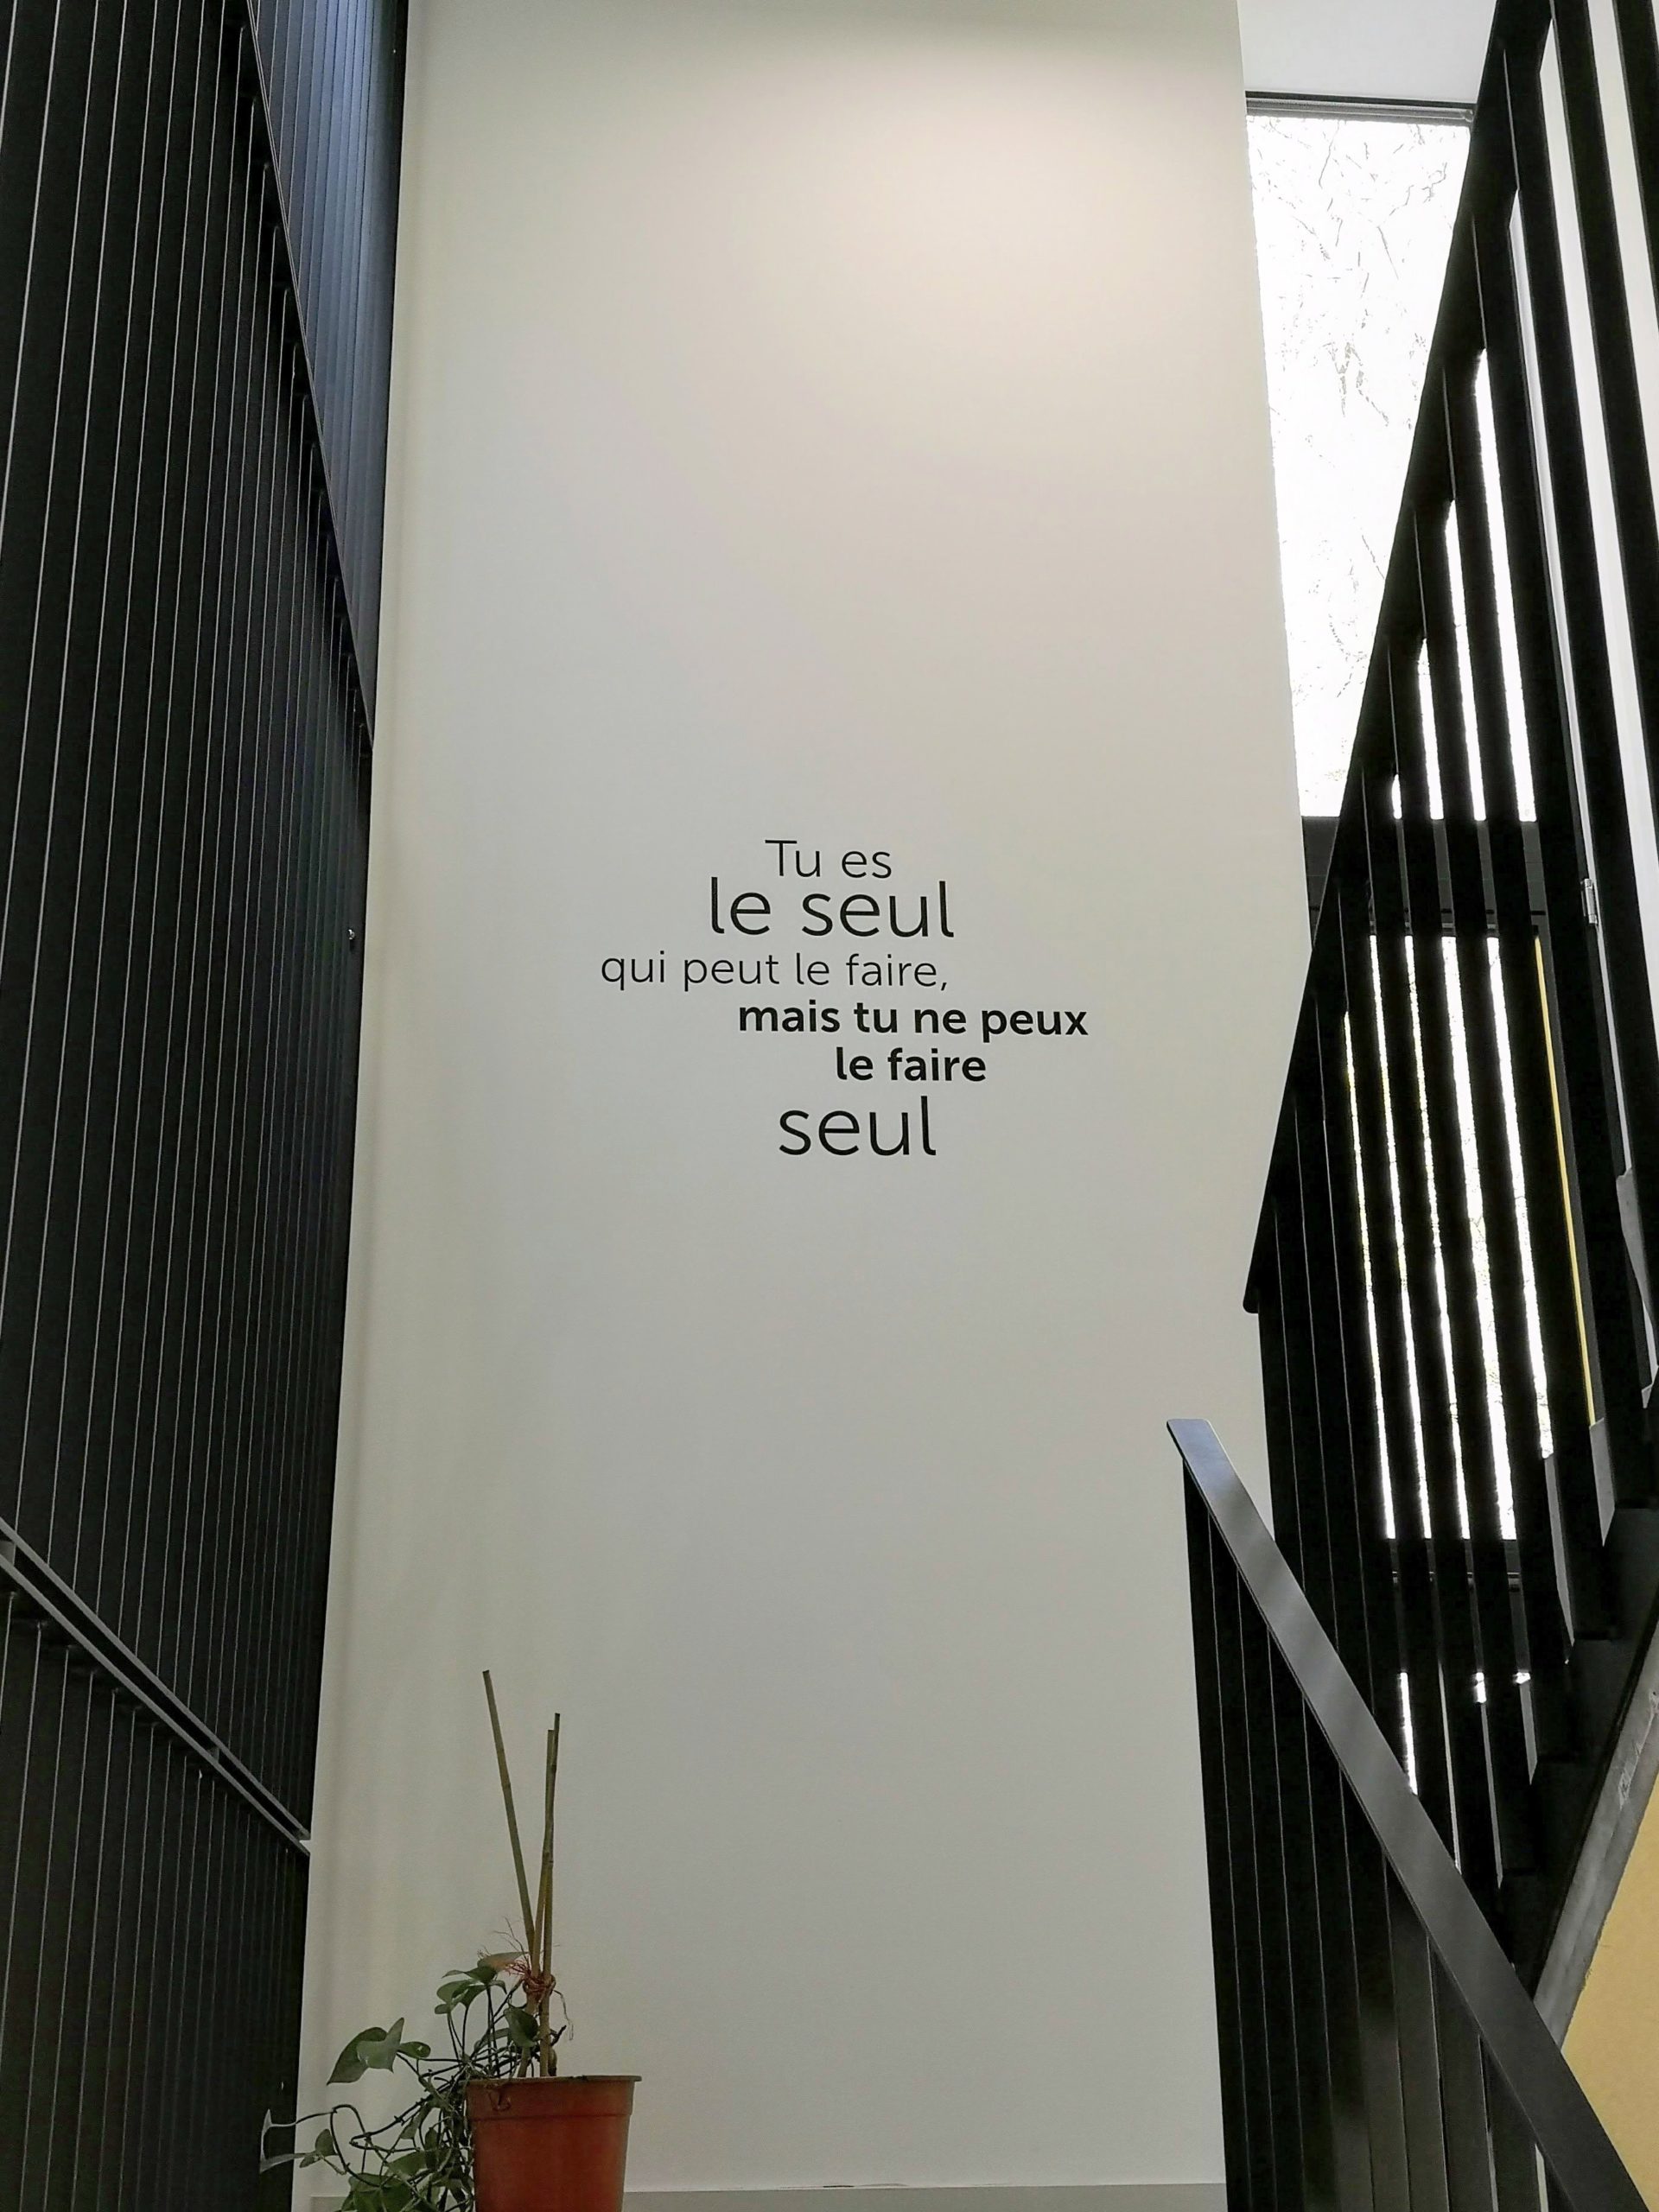 Tu es
le seul
qui peut le faire,
mais tu ne peux
le faire
seul